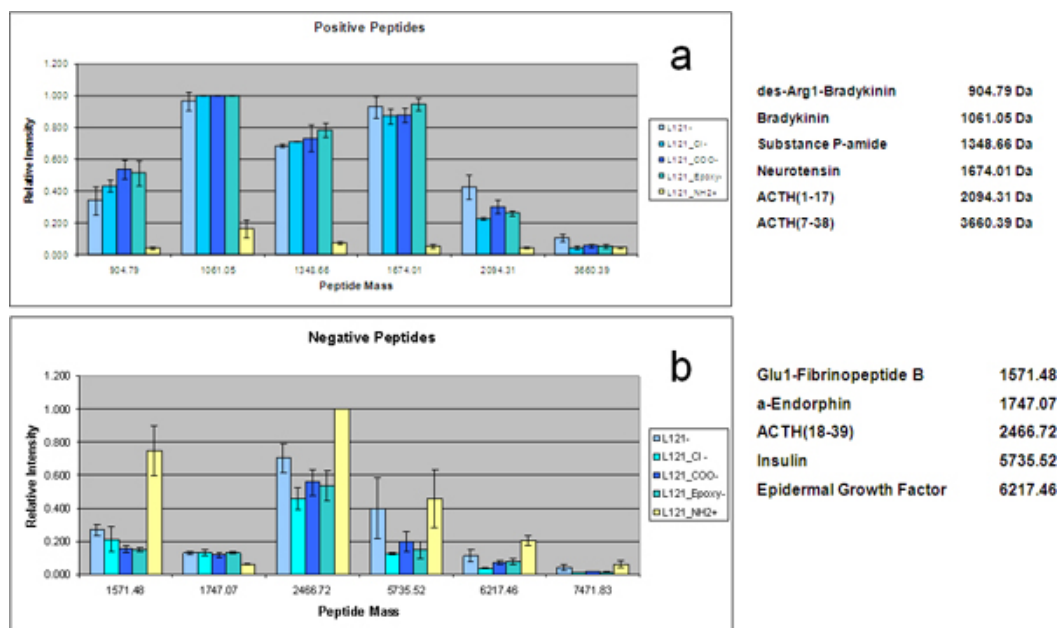 Positive Peptides
a
1.200
1.000
0.800
0.600
0.400
0.200
0.000
Relative Inensity
904.79 1061.05 1348.66 1674.01 2094.31 3660.39
Peptide Mass
L121-
L121_Cl-
L121_COO-
L121_Epoxy-
L121_NH2+
des-Arg1-Bradykinin 904.79 Da
Bradykinin 1061.05 Da
Substance P-amide 1348.66 Da
Neurotensin 1674.01 Da
ACTH(1-17) 2094.31 Da
ACTH(7-38) 3660.39 Da
Negative Peptides
b
1.200
1.000
0.800
0.600
0.400
0.200
0.000
Relative Intensity
1571.48 1747.07 2466.72 5735.52 6217.46 7471.83
Peptide Mass
L121-
L121_Cl -
L121_COO-
L121_Epoxy-
L121_NH2+
Glu1-Fibrinopeptide B 1571.48
a-Endorphin 1747.07
ACTH(18-39) 2466.72
Insulin 5735.52
Epidermal Growth Factor 6217.46